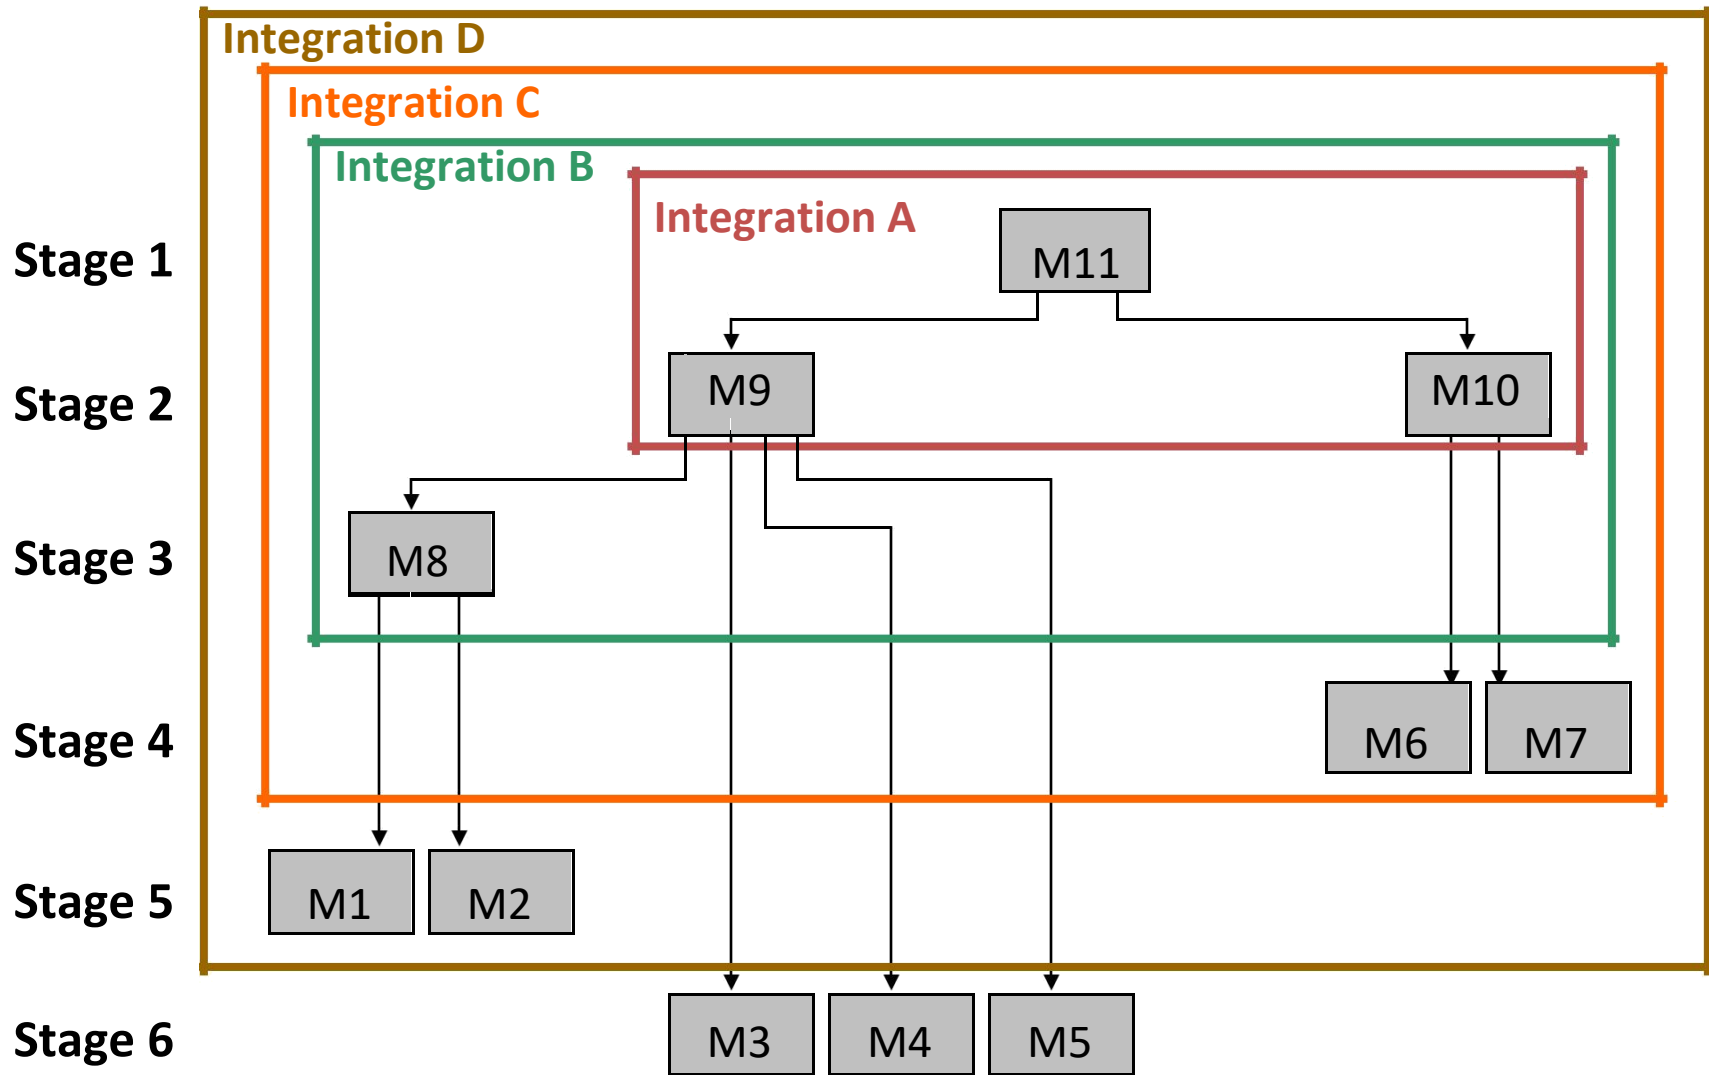 Integration D
Integration C
Integration B
Integration A
Stage 1
M11
Stage 2
M9
M10
Stage 3
M8
Stage 4
M6
M7
Stage 5
M1
M2
Stage 6
M3
M4
M5